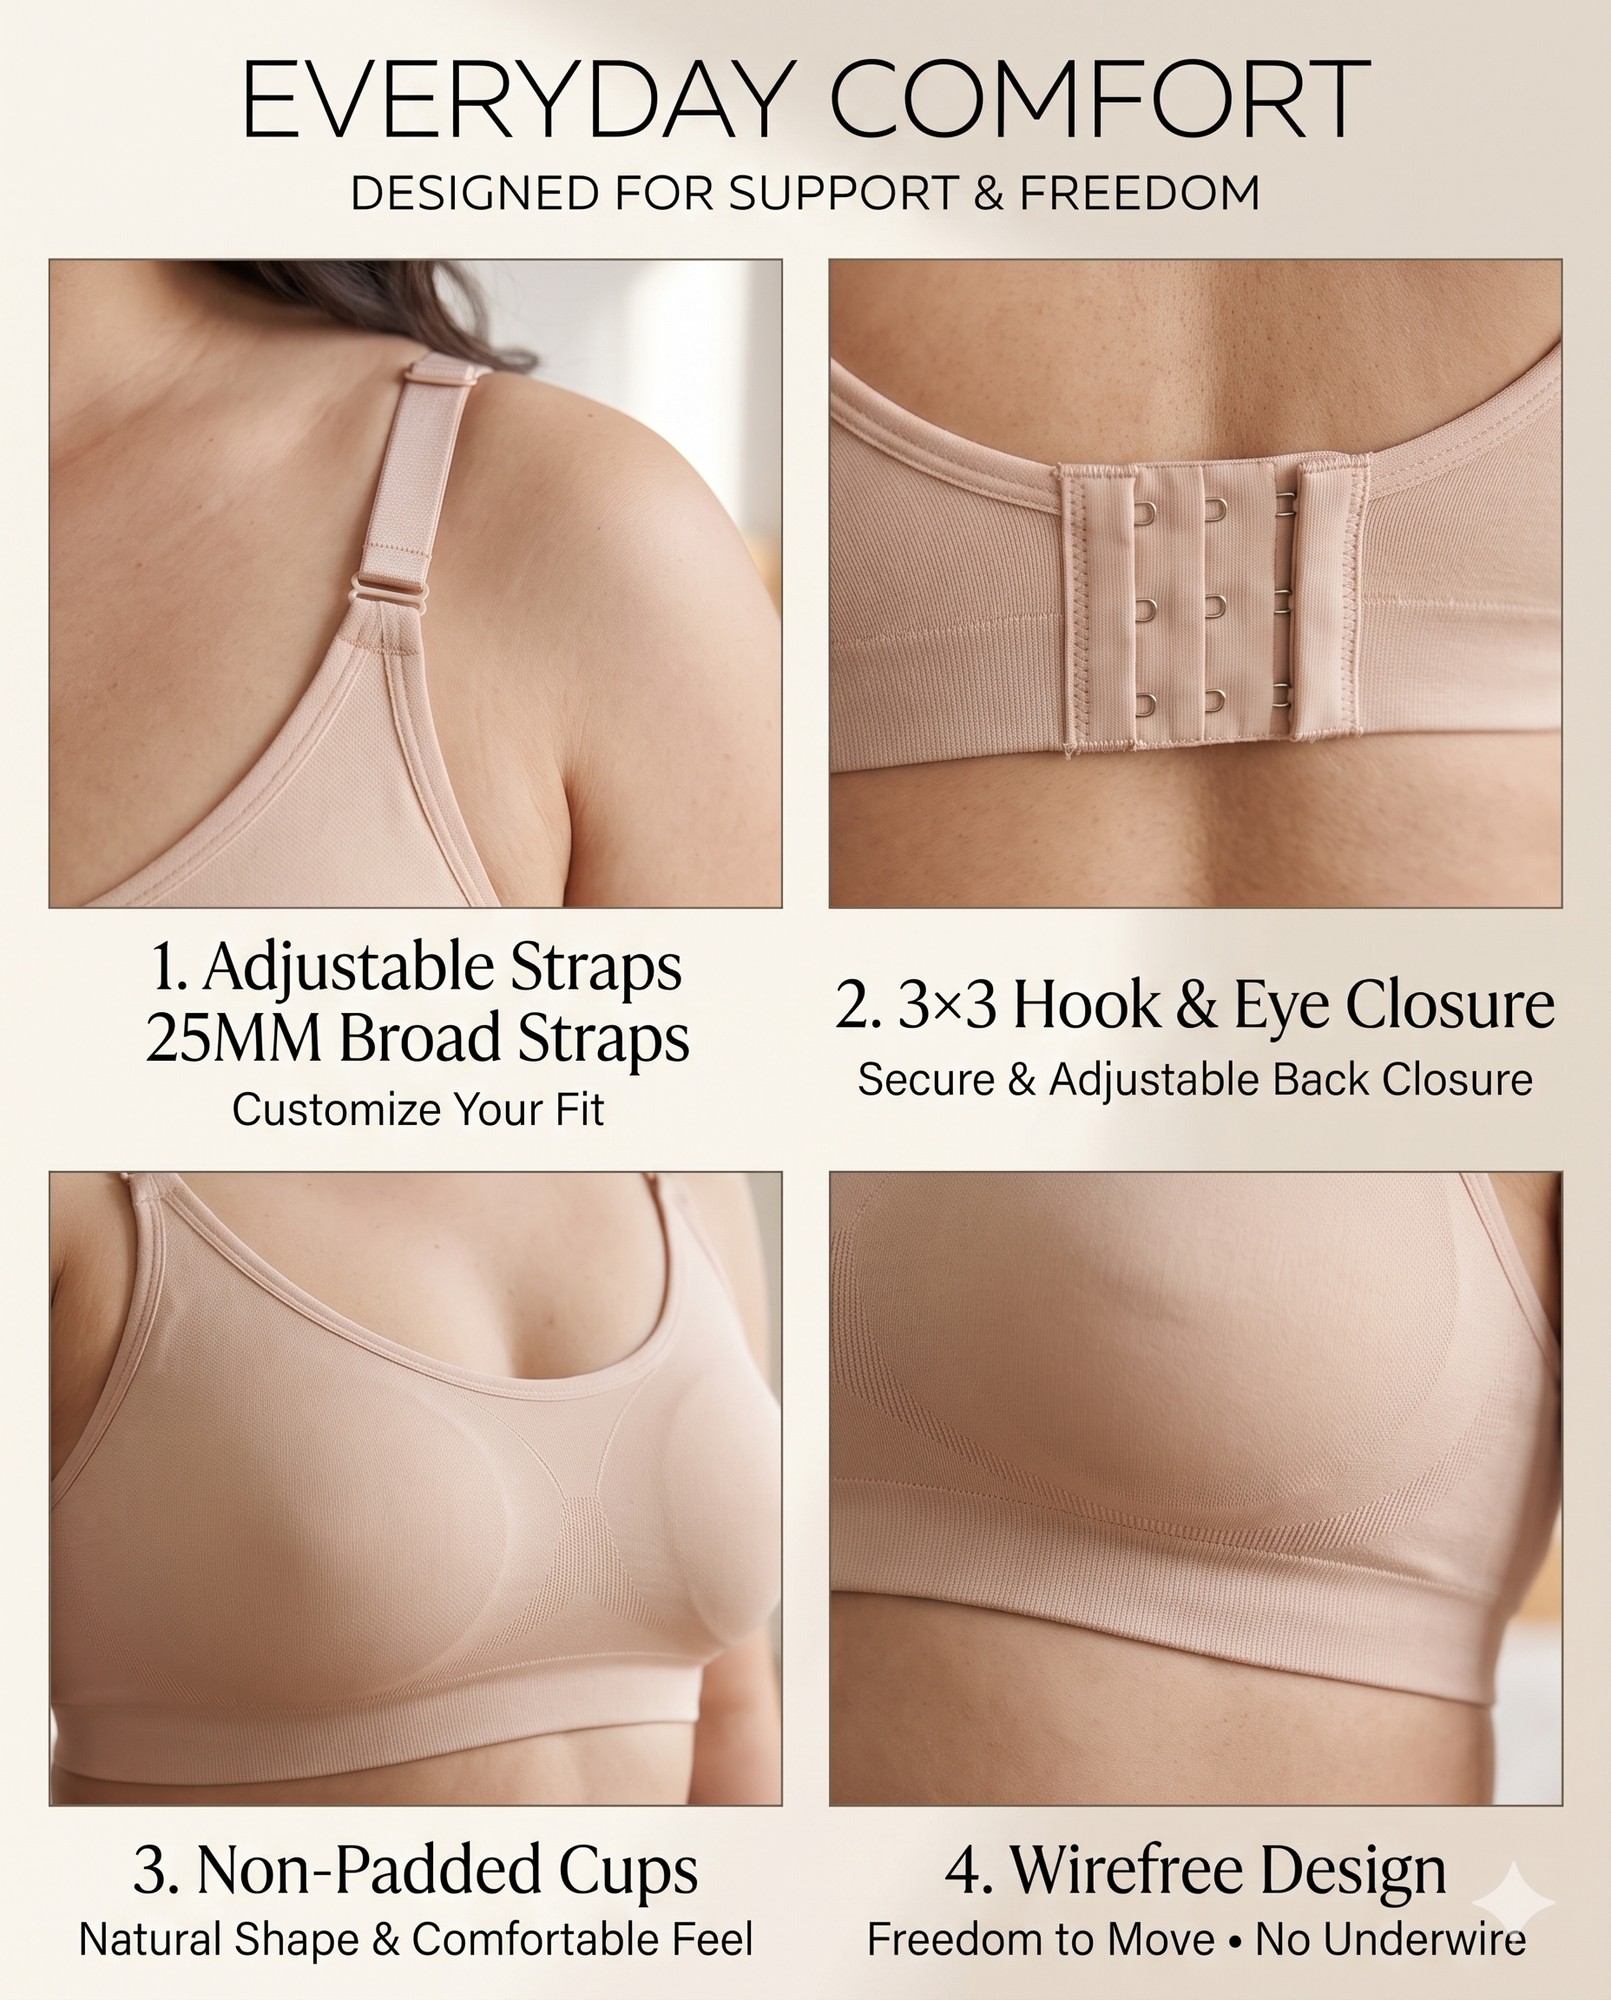 EVERYDAY COMFORT
DESIGNED FOR SUPPORT & FREEDOM
1. Adjustable Straps
25MM Broad Straps
Customize Your Fit
2. 3×3 Hook & Eye Closure
Secure & Adjustable Back Closure
3. Non-Padded Cups
Natural Shape & Comfortable Feel
4. Wirefree Design
Freedom to Move • No Underwire